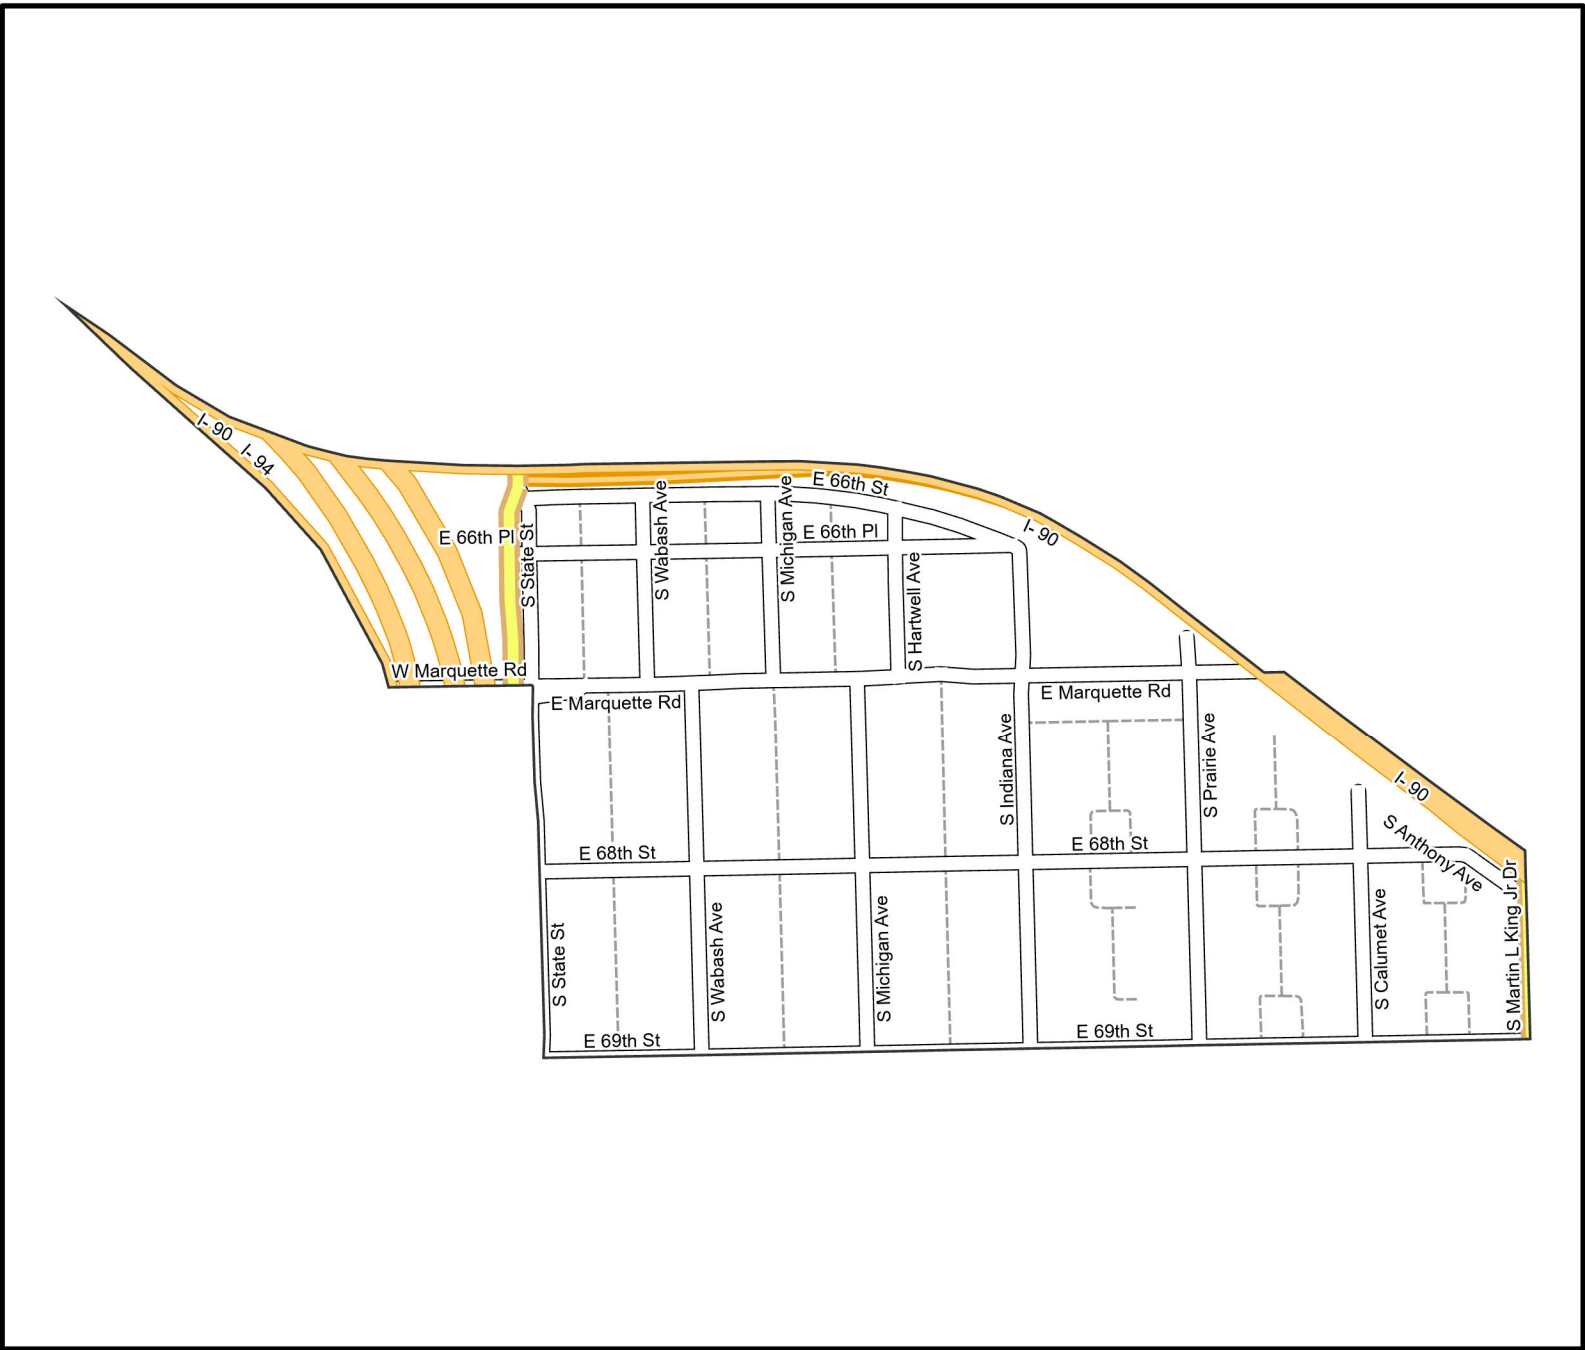 I- 90
I- 94
E 66th St
S Wabash Ave
S Michigan Ave
E 66th Pl
E 66th Pl
S State St
I- 90
S Hartwell Ave
W Marquette Rd
E Marquette Rd
E Marquette Rd
S Indiana Ave
S Prairie Ave
I- 90
E 68th St
E 68th St
S Anthony Ave
S State St
S Wabash Ave
S Michigan Ave
S Calumet Ave
S Martin L King Jr Dr
E 69th St
E 69th St